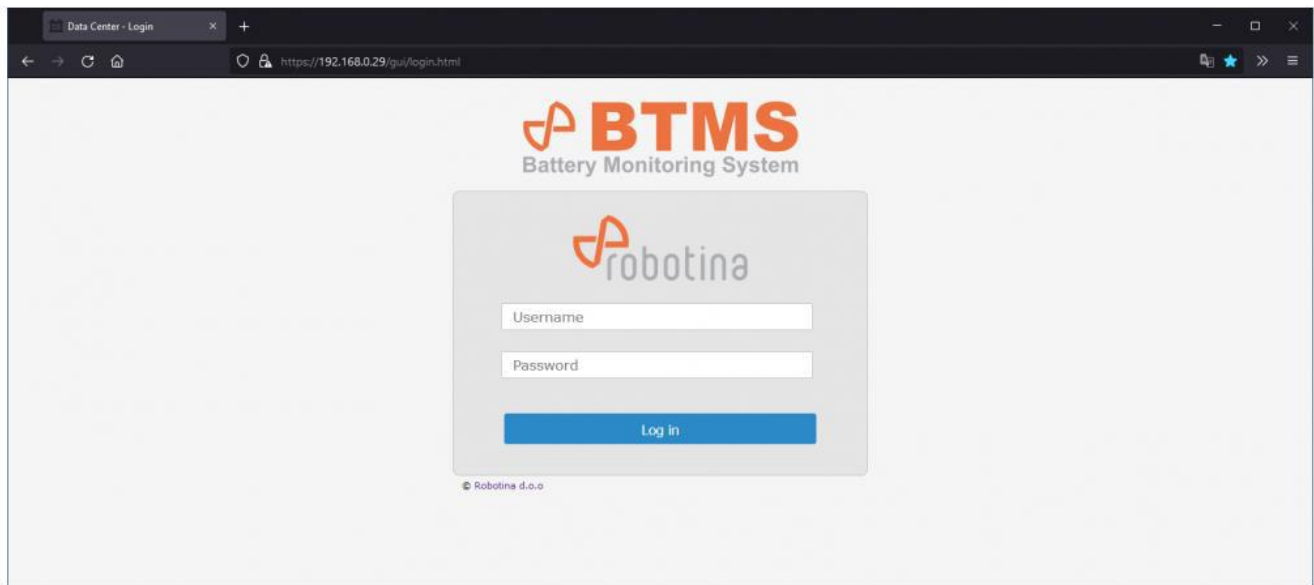 Data Center - Login
https://192.168.0.29/gui/login.html
BTMS
Battery Monitoring System
robotina
Username
Password
Log in
© Robotina d.o.o